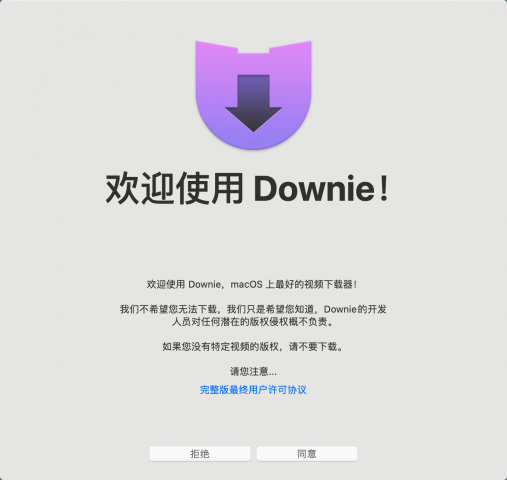 欢迎使用 Downie！
欢迎使用 Downie，macOS 上最好的视频下载器！
我们不希望您无法下载，我们只是希望您知道，Downie的开发
人员对任何潜在的版权侵权概不负责。
如果您没有特定视频的版权，请不要下载。
请您注意...
完整版最终用户许可协议
拒绝
同意